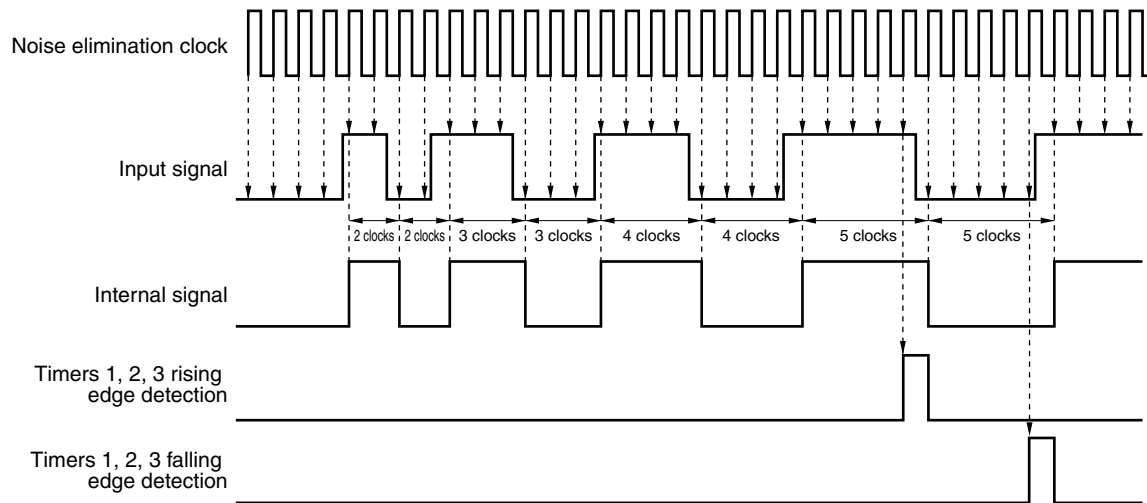 Noise elimination clock
Input signal
2 clocks 2 clocks 3 clocks 3 clocks 4 clocks 4 clocks 5 clocks 5 clocks
Internal signal
Timers 1, 2, 3 rising
edge detection
Timers 1, 2, 3 falling
edge detection